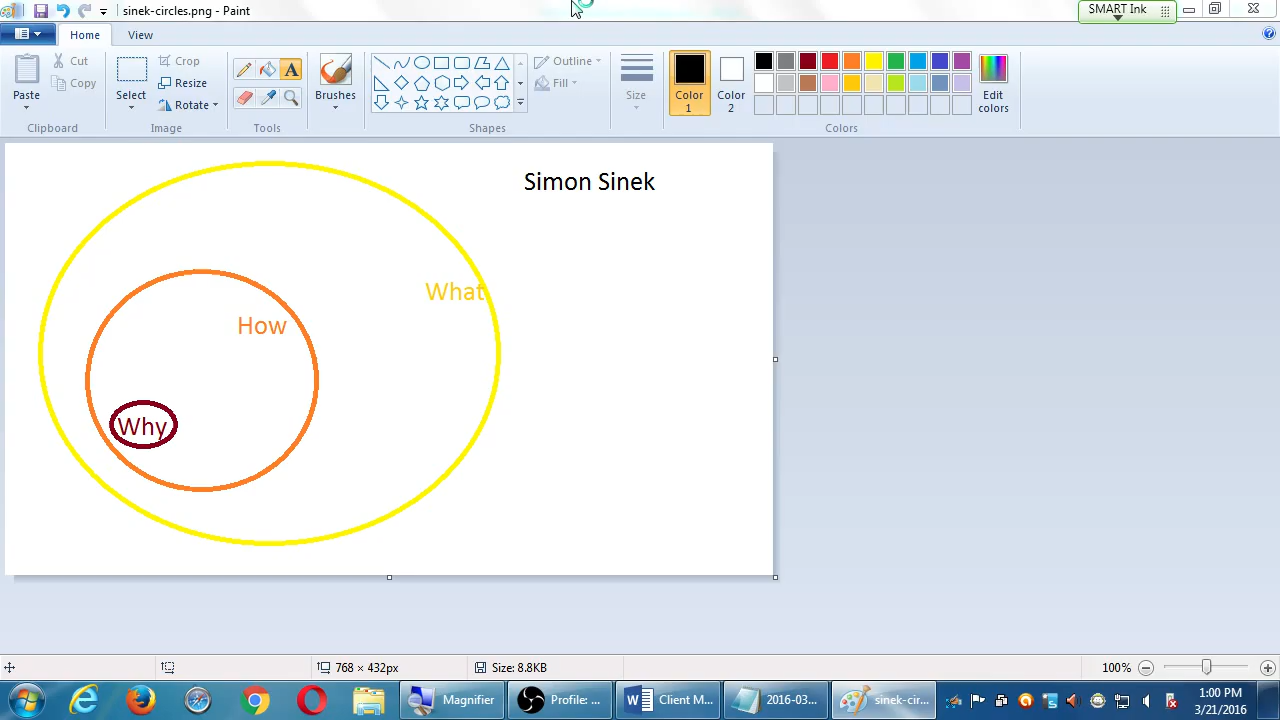 sinek-circles.png - Paint
SMART Ink
Home
View
Paste
Cut
Copy
Clipboard
Select
Crop
Resize
Rotate
Image
A
Tools
Brushes
Outline
Fill
Shapes
Size
Color 1
Color 2
Edit colors
Colors
Simon Sinek
What
How
Why
768 × 432px
Size: 8.8KB
100%
Magnifier
Profile: ...
Client M...
2016-03...
sinek-cir...
1:00 PM
3/21/2016